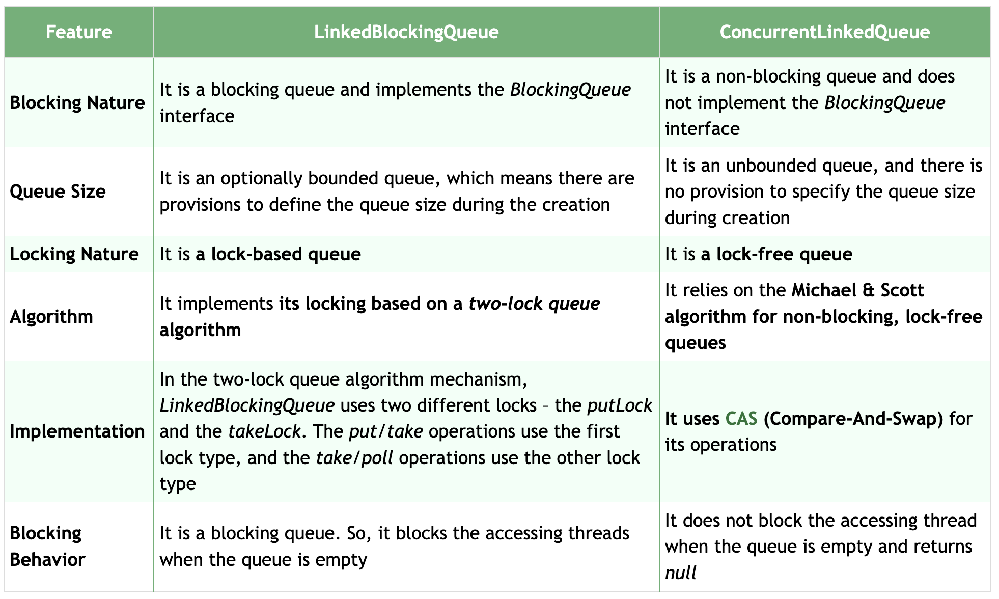 Feature
LinkedBlockingQueue
ConcurrentLinkedQueue
Blocking Nature
It is a blocking queue and implements the BlockingQueue
interface
It is a non-blocking queue and does
not implement the BlockingQueue
interface
Queue Size
It is an optionally bounded queue, which means there are
provisions to define the queue size during the creation
It is an unbounded queue, and there is
no provision to specify the queue size
during creation
Locking Nature
It is a lock-based queue
It is a lock-free queue
Algorithm
It implements its locking based on a two-lock queue
algorithm
It relies on the Michael & Scott
algorithm for non-blocking, lock-free
queues
Implementation
In the two-lock queue algorithm mechanism,
LinkedBlockingQueue uses two different locks – the putLock
and the takeLock. The put/take operations use the first
lock type, and the take/poll operations use the other lock
type
It uses CAS (Compare-And-Swap) for
its operations
Blocking
Behavior
It is a blocking queue. So, it blocks the accessing threads
when the queue is empty
It does not block the accessing thread
when the queue is empty and returns
null